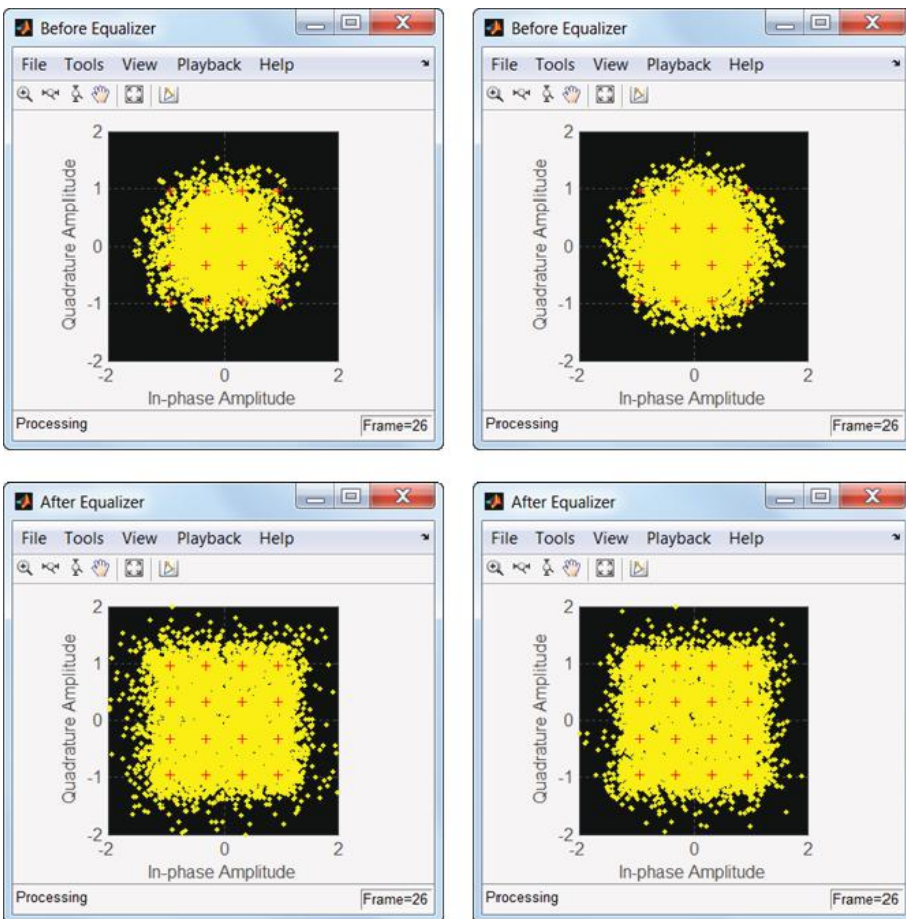 Before Equalizer
File Tools View Playback Help
2
1
0
-1
-2
-2 0 2
Quadrature Amplitude
In-phase Amplitude
Processing
Frame=26
Before Equalizer
File Tools View Playback Help
2
1
0
-1
-2
-2 0 2
Quadrature Amplitude
In-phase Amplitude
Processing
Frame=26
After Equalizer
File Tools View Playback Help
2
1
0
-1
-2
-2 0 2
Quadrature Amplitude
In-phase Amplitude
Processing
Frame=26
After Equalizer
File Tools View Playback Help
2
1
0
-1
-2
-2 0 2
Quadrature Amplitude
In-phase Amplitude
Processing
Frame=26